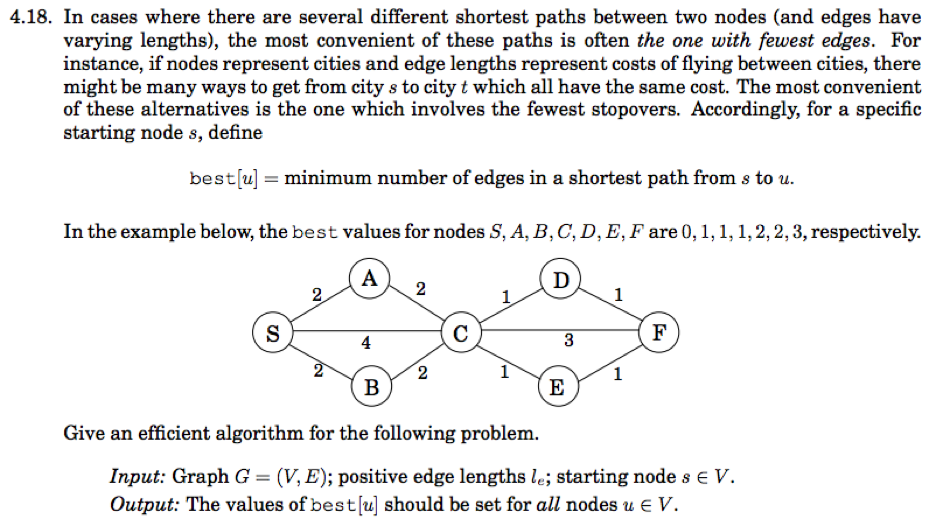 4.18. In cases where there are several different shortest paths between two nodes (and edges have
varying lengths), the most convenient of these paths is often the one with fewest edges. For
instance, if nodes represent cities and edge lengths represent costs of flying between cities, there
might be many ways to get from city s to city t which all have the same cost. The most convenient
of these alternatives is the one which involves the fewest stopovers. Accordingly, for a specific
starting node s, define
best[u] = minimum number of edges in a shortest path from s to u.
In the example below, the best values for nodes S, A, B, C, D, E, F are 0, 1, 1, 1, 2, 2, 3, respectively.
A D
2 2 1 1
S C F
4 3
2 2 1 1
B E
Give an efficient algorithm for the following problem.
Input: Graph G = (V, E); positive edge lengths lₑ; starting node s ∈ V.
Output: The values of best[u] should be set for all nodes u ∈ V.